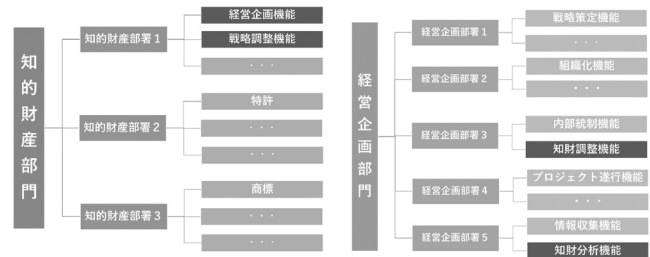 知的財産部門
知的財産部署1
経営企画機能
戦略調整機能
・・・
知的財産部署2
特許
・・・
・・・
知的財産部署3
商標
・・・
・・・
経営企画部門
経営企画部署1
戦略策定機能
・・・
経営企画部署2
組織化機能
・・・
経営企画部署3
内部統制機能
知財調整機能
経営企画部署4
プロジェクト遂行機能
・・・
経営企画部署5
情報収集機能
知財分析機能